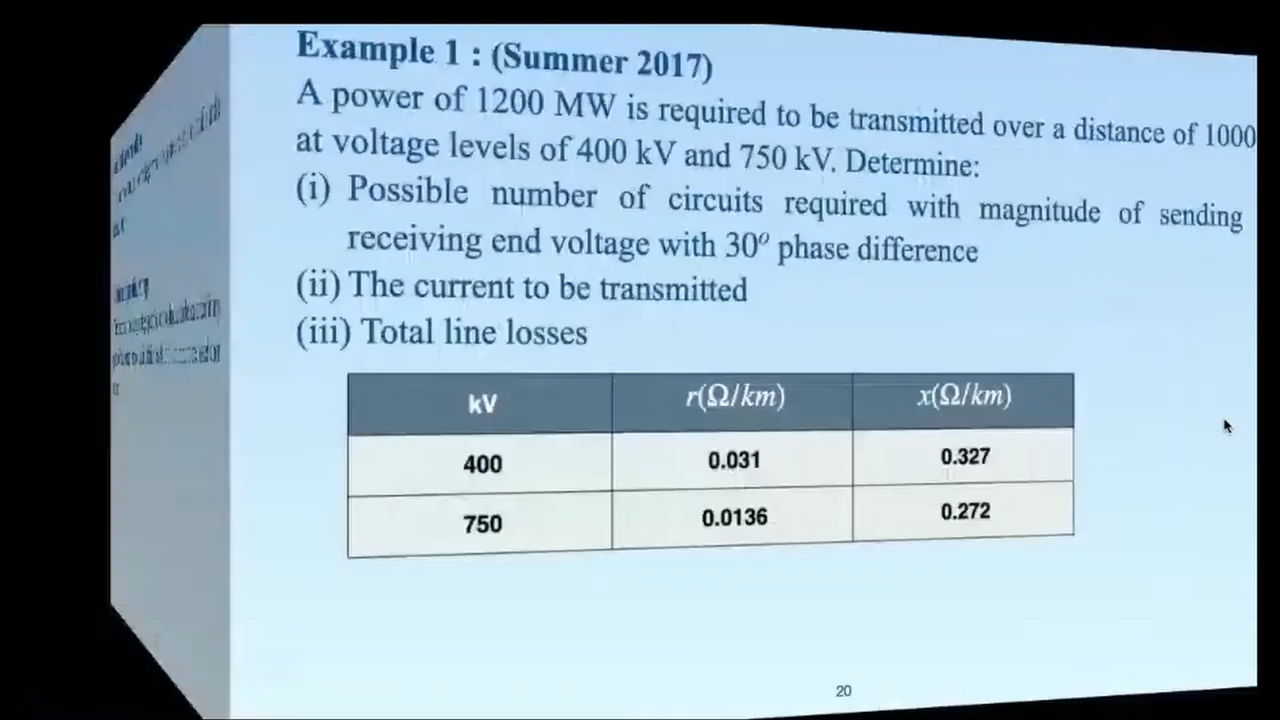 Example 1 : (Summer 2017)
A power of 1200 MW is required to be transmitted over a distance of 1000
at voltage levels of 400 kV and 750 kV. Determine:
(i) Possible number of circuits required with magnitude of sending
receiving end voltage with 30° phase difference
(ii) The current to be transmitted
(iii) Total line losses
kV r(Ω/km) x(Ω/km)
400 0.031 0.327
750 0.0136 0.272
20